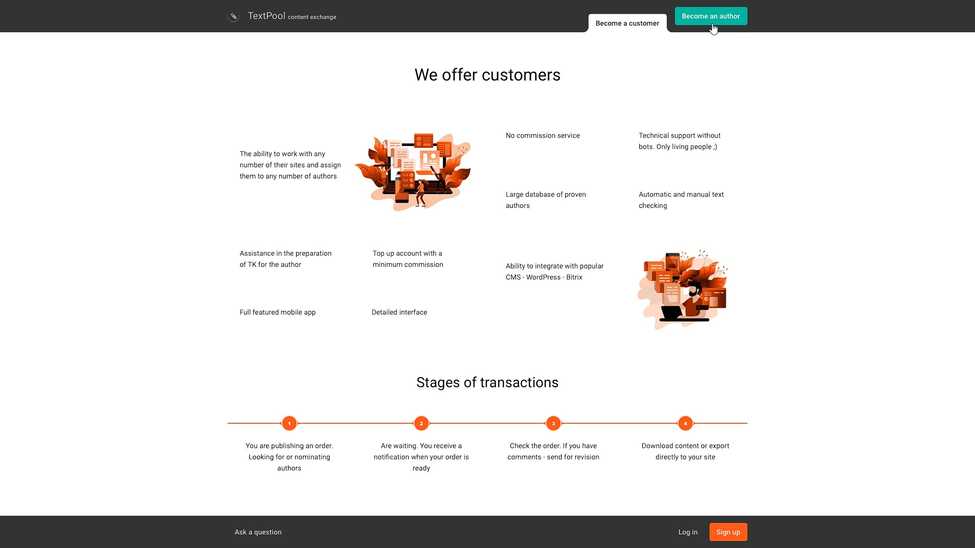 TextPool content exchange
Become a customer
Become an author
We offer customers
The ability to work with any
number of their sites and assign
them to any number of authors
No commission service
Technical support without
bots. Only living people ;)
Large database of proven
authors
Automatic and manual text
checking
Assistance in the preparation
of TK for the author
Top up account with a
minimum commission
Ability to integrate with popular
CMS - WordPress - Bitrix
Full featured mobile app
Detailed interface
Stages of transactions
1
2
3
4
You are publishing an order.
Looking for or nominating
authors
Are waiting. You receive a
notification when your order is
ready
Check the order. If you have
comments - send for revision
Download content or export
directly to your site
Ask a question
Log in
Sign up